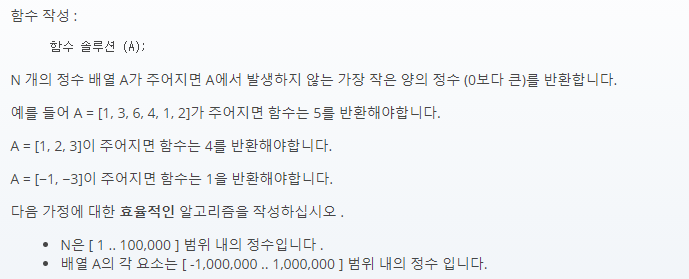 함수 작성 :
함수 솔루션 (A);
N 개의 정수 배열 A가 주어지면 A에서 발생하지 않는 가장 작은 양의 정수 (0보다 큰)를 반환합니다.
예를 들어 A = [1, 3, 6, 4, 1, 2]가 주어지면 함수는 5를 반환해야합니다.
A = [1, 2, 3]이 주어지면 함수는 4를 반환해야합니다.
A = [−1, −3]이 주어지면 함수는 1을 반환해야합니다.
다음 가정에 대한 효율적인 알고리즘을 작성하십시오 .
• N은 [ 1 .. 100,000 ] 범위 내의 정수입니다 .
• 배열 A의 각 요소는 [ -1,000,000 .. 1,000,000 ] 범위 내의 정수 입니다.